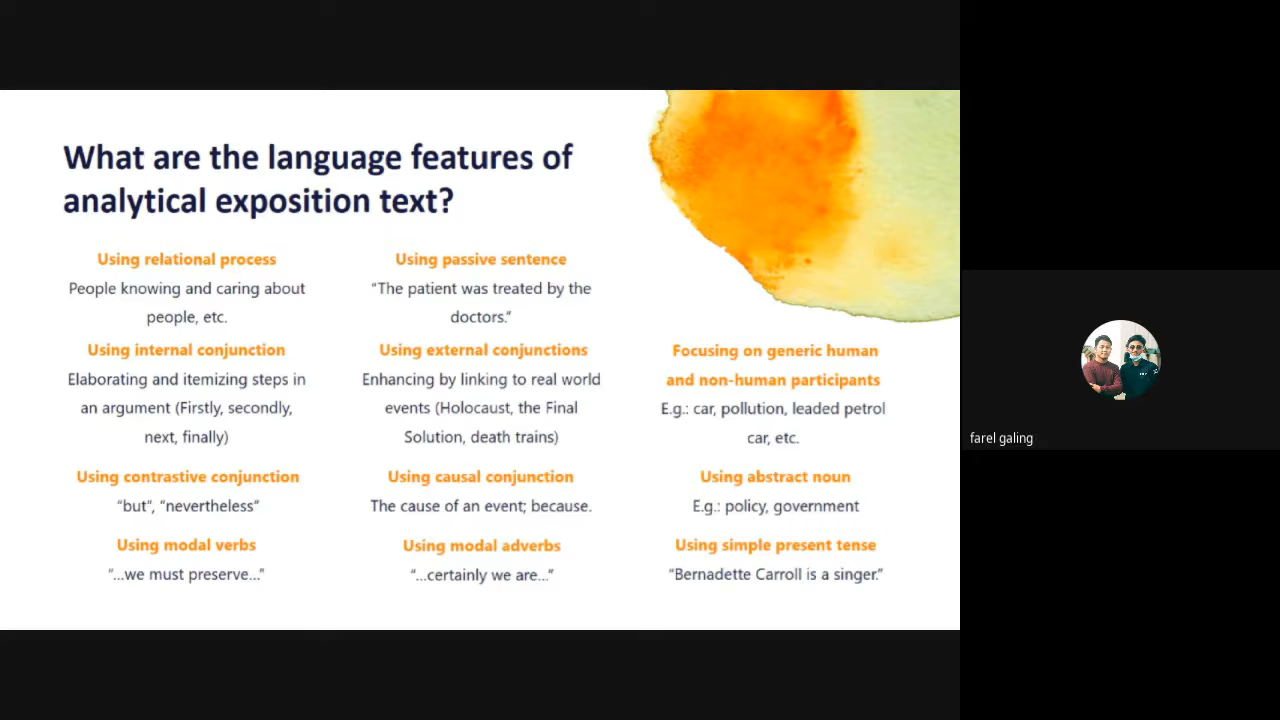 What are the language features of
analytical exposition text?
Using relational process
People knowing and caring about
people, etc.
Using passive sentence
“The patient was treated by the
doctors.”
Using internal conjunction
Elaborating and itemizing steps in
an argument (Firstly, secondly,
next, finally)
Using external conjunctions
Enhancing by linking to real world
events (Holocaust, the Final
Solution, death trains)
Focusing on generic human
and non-human participants
E.g.: car, pollution, leaded petrol
car, etc.
Using contrastive conjunction
“but”, “nevertheless”
Using causal conjunction
The cause of an event; because.
Using abstract noun
E.g.: policy, government
Using modal verbs
“...we must preserve...”
Using modal adverbs
“...certainly we are...”
Using simple present tense
“Bernadette Carroll is a singer.”
farel galing